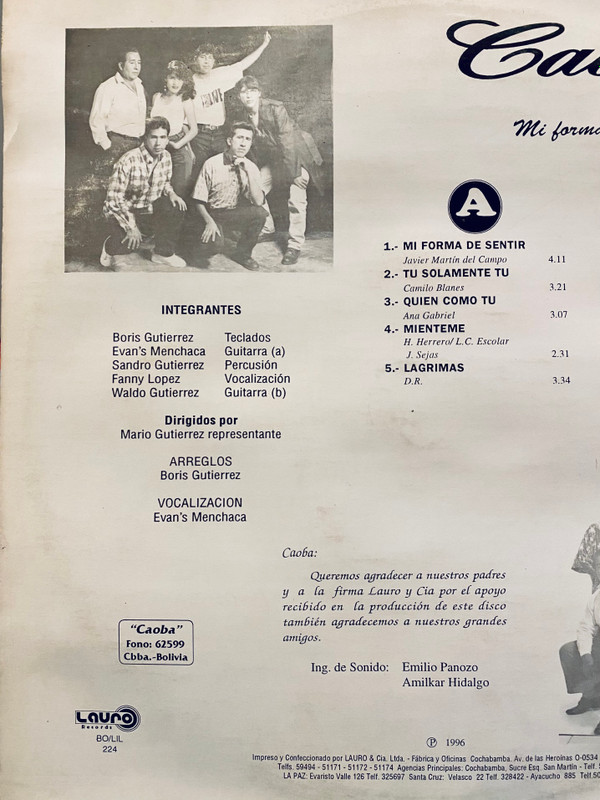 Mi forma
A
1.- MI FORMA DE SENTIR
Javier Martín del Campo 4.11
2.- TU SOLAMENTE TU
Camilo Blanes 3.21
3.- QUIEN COMO TU
Ana Gabriel 3.07
4.- MIENTEME
H. Herrero/ L.C. Escolar
J. Sejas 2.31
5.- LAGRIMAS
D.R. 3.34
INTEGRANTES
Boris Gutierrez Teclados
Evan's Menchaca Guitarra (a)
Sandro Gutierrez Percusión
Fanny Lopez Vocalización
Waldo Gutierrez Guitarra (b)
Dirigidos por
Mario Gutierrez representante
ARREGLOS
Boris Gutierrez
VOCALIZACION
Evan's Menchaca
Caoba:
Queremos agradecer a nuestros padres
y a la firma Lauro y Cia por el apoyo
recibido en la producción de este disco
también agradecemos a nuestros grandes
amigos.
Ing. de Sonido: Emilio Panozo
Amilkar Hidalgo
"Caoba"
Fono: 62599
Cbba.-Bolivia
LAURO
Records
BO/LIL
224
Ⓟ 1996
Impreso y Confeccionado por LAURO & Cia. Ltda. - Fábrica y Oficinas Cochabamba. Av. de las Heroínas O-0534
Telfs. 59494 - 51171 - 51172 - 51174 Agencias Principales: Cochabamba, Sucre Esq. San Martin - Telf.
LA PAZ: Evaristo Valle 126 Telf. 325697 Santa Cruz: Velasco 22 Telf. 328422 - Ayacucho 885 Telf.